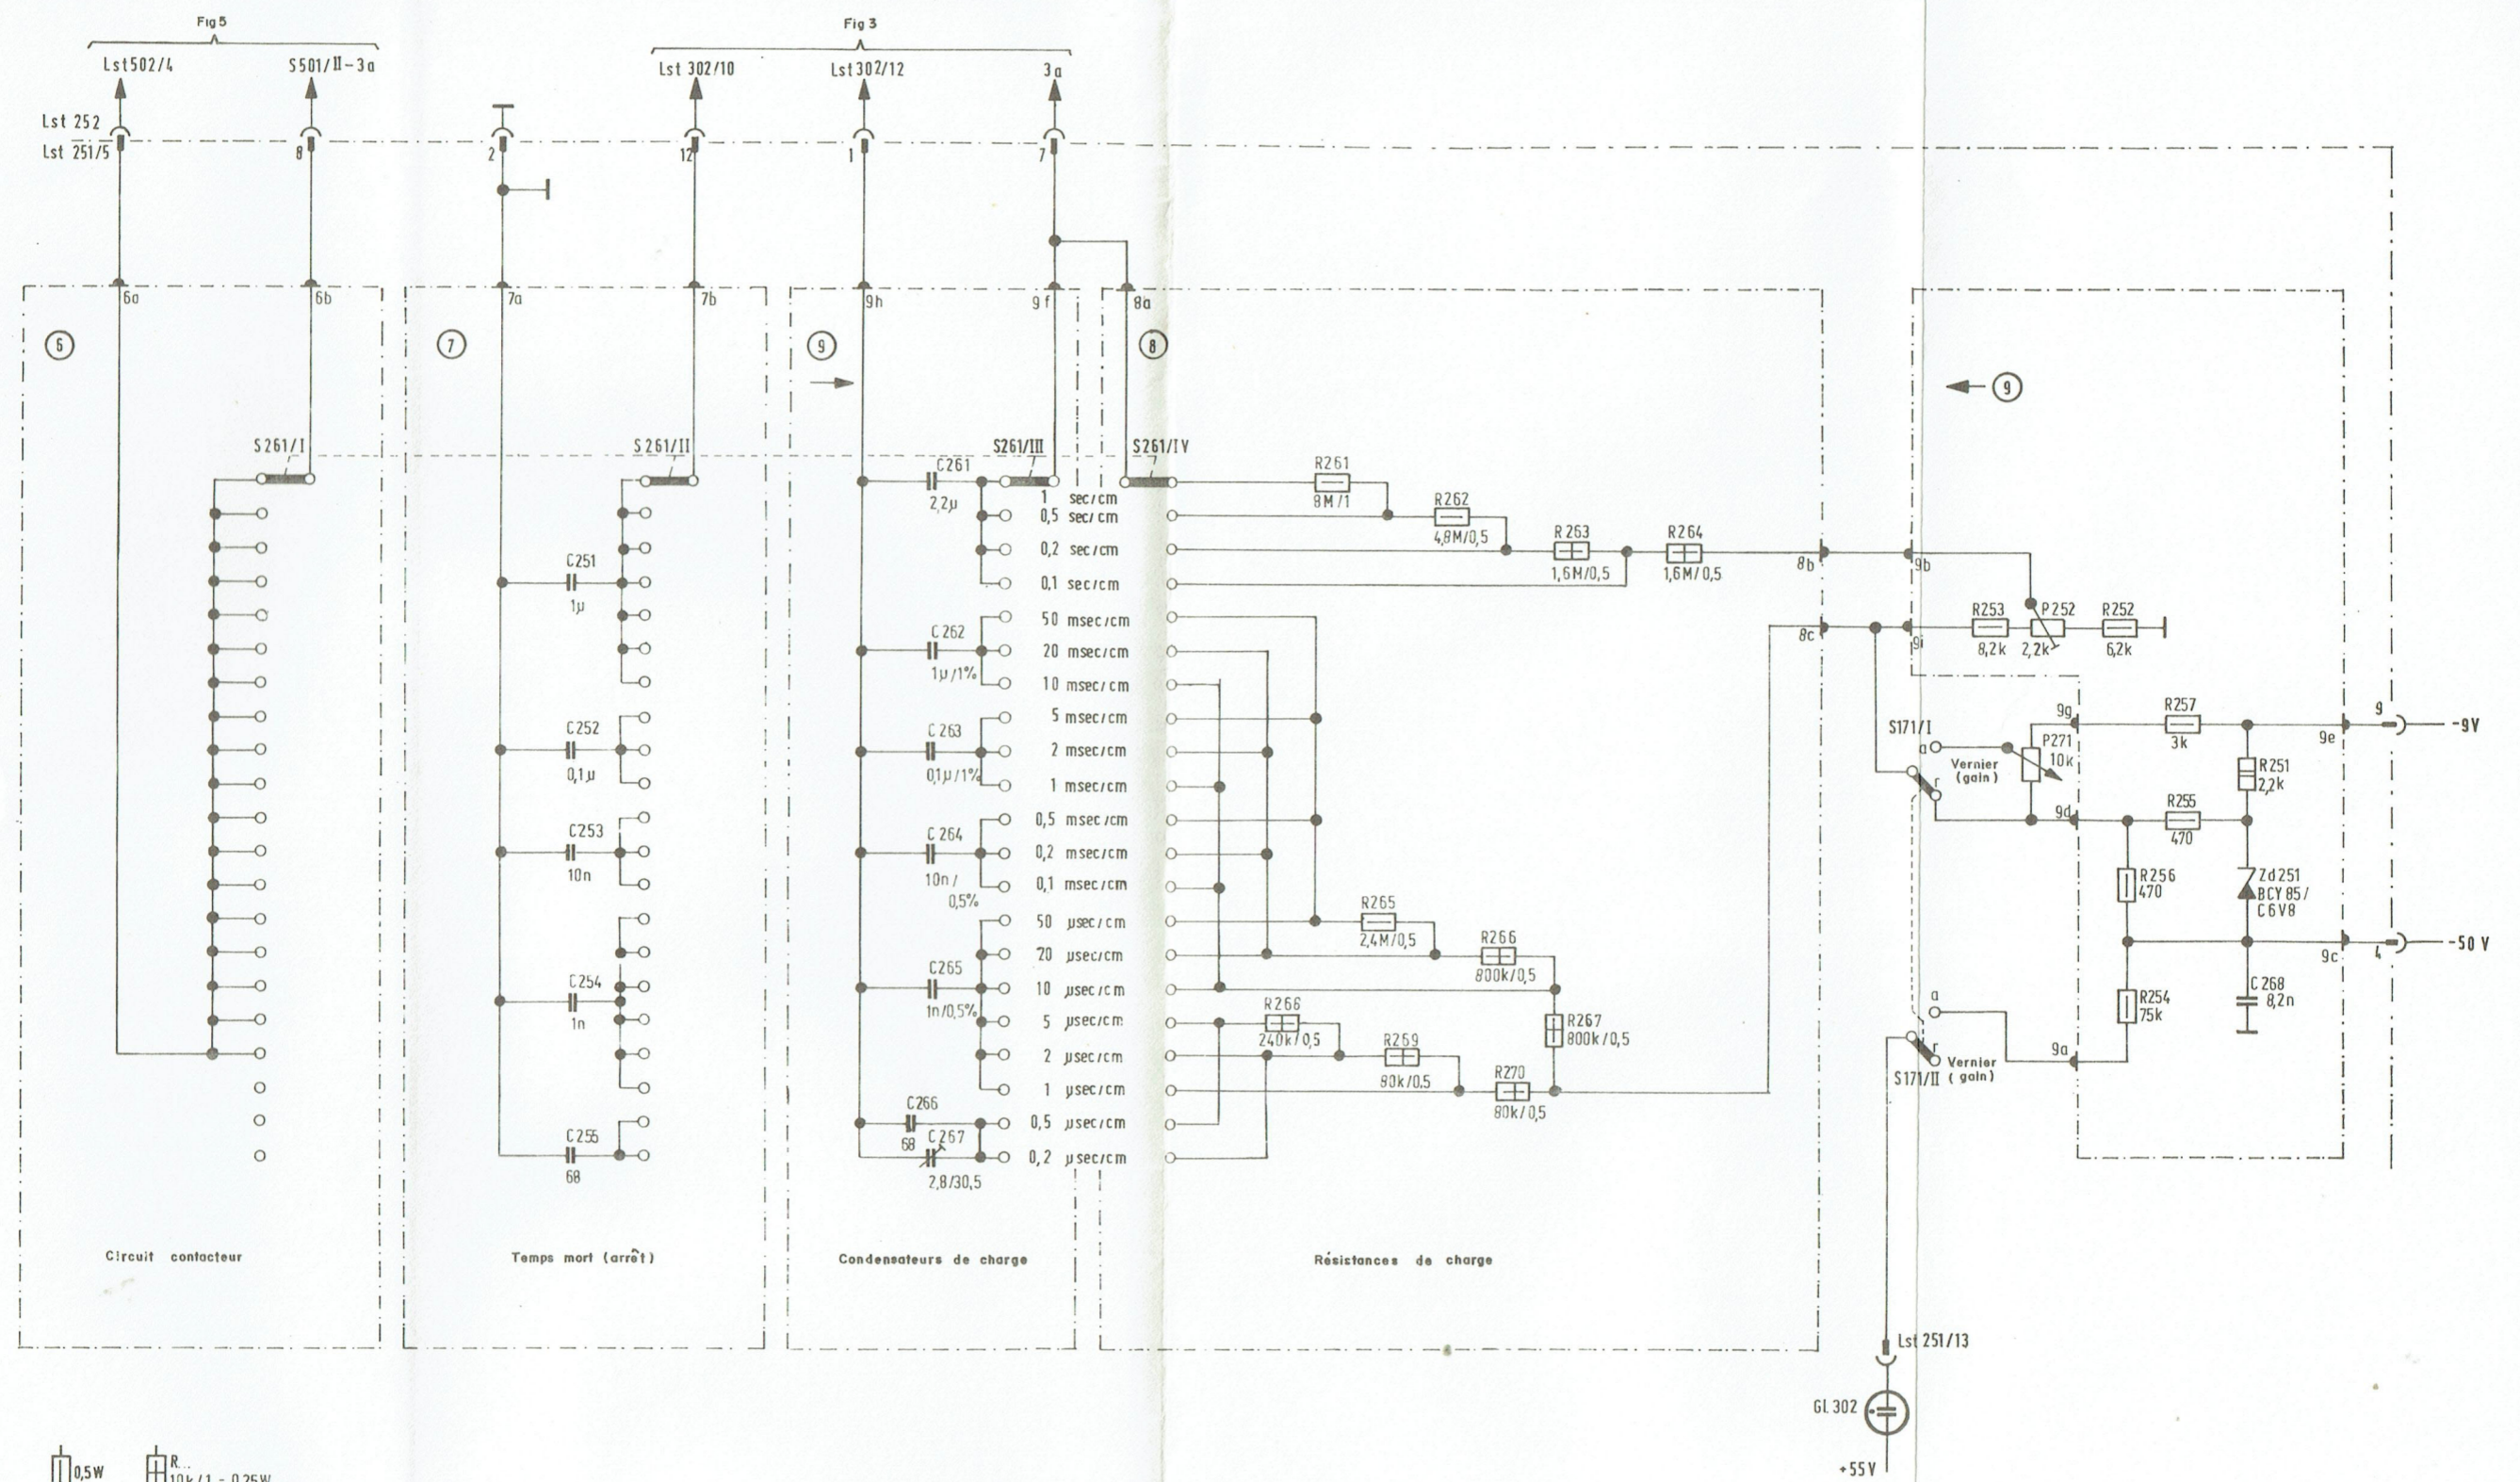 Fig 5
Fig 3
Lst 502/4
S501/II-3a
Lst 302/10
Lst 302/12
3a
Lst 252
Lst 251/5
8
2
12
1
7
6a
6b
7a
7b
9h
9f
8a
6
7
9
8
9
S261/I
S261/II
S261/III
S261/IV
C261
2,2µ
1 sec/cm
0,5 sec/cm
0,2 sec/cm
0,1 sec/cm
50 msec/cm
20 msec/cm
10 msec/cm
5 msec/cm
2 msec/cm
1 msec/cm
0,5 msec/cm
0,2 msec/cm
0,1 msec/cm
50 µsec/cm
20 µsec/cm
10 µsec/cm
5 µsec/cm
2 µsec/cm
1 µsec/cm
0,5 µsec/cm
0,2 µsec/cm
C251
1µ
C252
0,1µ
C253
10n
C254
1n
C255
68
C262
1µ/1%
C263
0,1µ/1%
C264
10n/
0,5%
C265
1n/0,5%
C266
68
C267
2,8/30,5
R261
8M/1
R262
4,8M/0,5
R263
1,6M/0,5
R264
1,6M/0,5
8b
9b
8c
9i
R253
8,2k
P252
2,2k
R252
6,2k
R265
2,4M/0,5
R266
800k/0,5
R267
800k/0,5
R266
240k/0,5
R269
80k/0,5
R270
80k/0,5
S171/I
a
r
Vernier
(gain)
P271
10k
9g
R257
3k
9e
9
-9V
R251
2,2k
9d
R255
470
R256
470
Zd251
BCY 85/
C6V8
9c
4
-50 V
R254
75k
C268
8,2n
a
r
9a
S171/II
Vernier
(gain)
Circuit contacteur
Temps mort (arrêt)
Condensateurs de charge
Résistances de charge
Lst 251/13
Gl.302
+55V
0,5W
R...
10k/1 - 0,25W